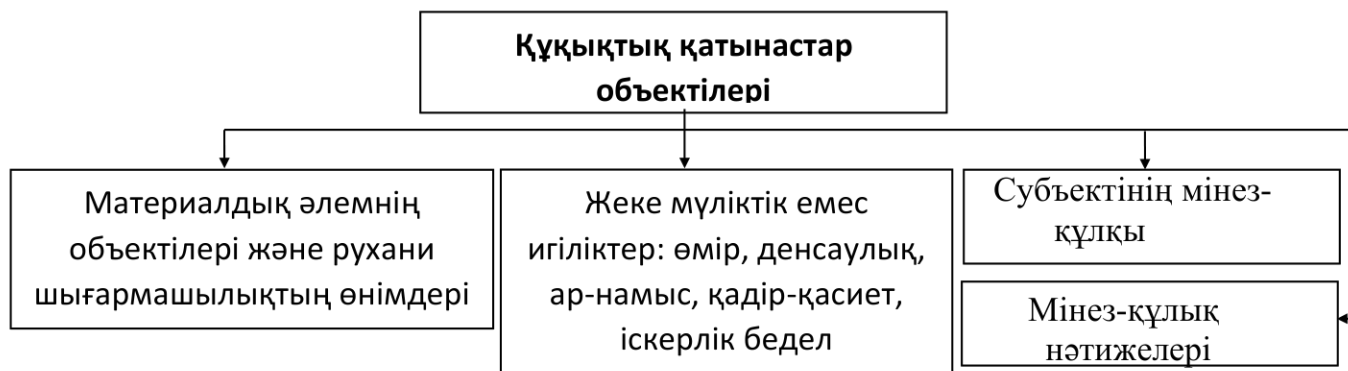 Құқықтық қатынастар
объектілері
Материалдық әлемнің
объектілері және рухани
шығармашылықтың өнімдері
Жеке мүліктік емес
игіліктер: өмір, денсаулық,
ар-намыс, қадір-қасиет,
іскерлік бедел
Субъектінің мінез-
құлқы
Мінез-құлық
нәтижелері